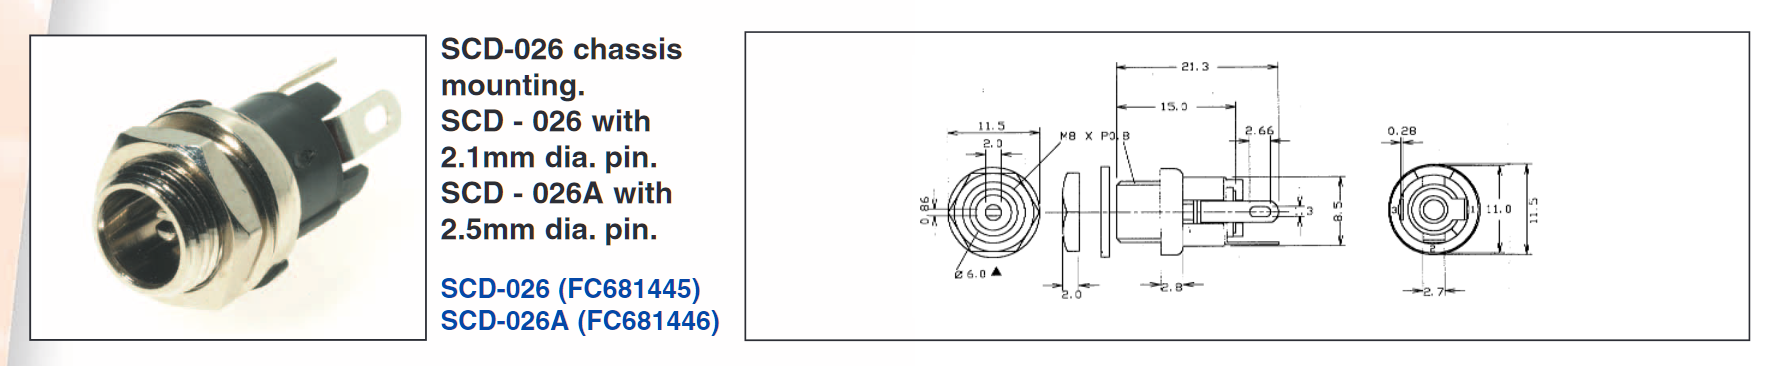 SCD-026 chassis
mounting.
SCD - 026 with
2.1mm dia. pin.
SCD - 026A with
2.5mm dia. pin.
SCD-026 (FC681445)
SCD-026A (FC681446)
21.3
15.0
11.5
2.0
M8 X P0.8
2.66
0.28
0.86
3
8.5
3
1
11.0
11.5
2
Ø 6.0 ▲
2.0
2.8
2.7